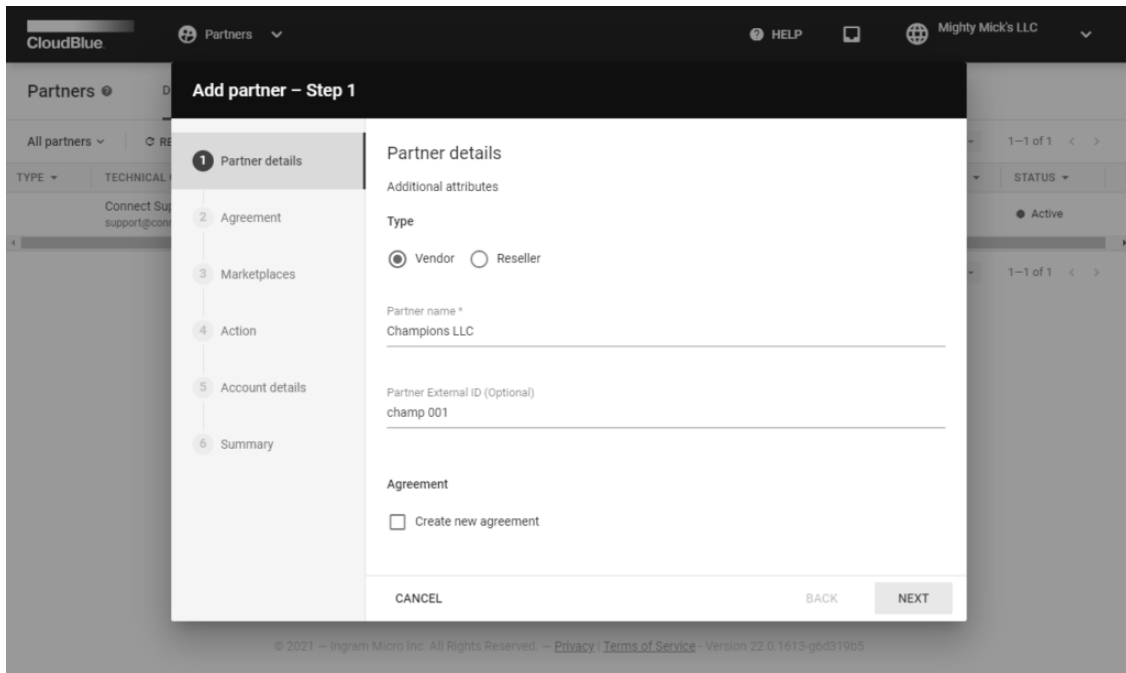 CloudBlue
Partners
HELP
Mighty Mick's LLC
Partners
D
Add partner – Step 1
All partners
RE
1–1 of 1
TYPE
TECHNICAL
STATUS
Connect Sup
support@conn
Active
1–1 of 1
1 Partner details
2 Agreement
3 Marketplaces
4 Action
5 Account details
6 Summary
Partner details
Additional attributes
Type
Vendor Reseller
Partner name *
Champions LLC
Partner External ID (Optional)
champ 001
Agreement
Create new agreement
CANCEL BACK NEXT
© 2021 – Ingram Micro Inc. All Rights Reserved. – Privacy | Terms of Service - Version 22.0.1613-g6d319b5